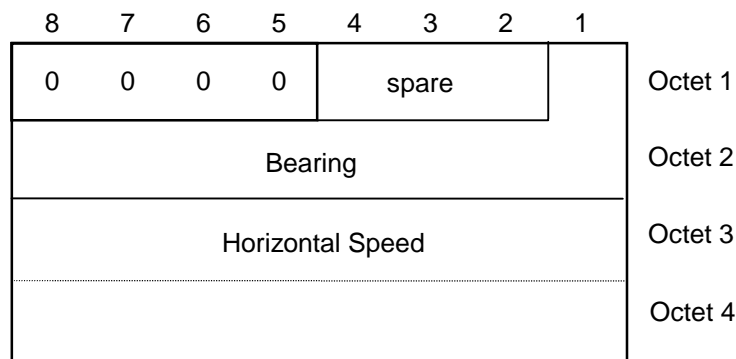 8 7 6 5 4 3 2 1
0 0 0 0 spare Octet 1
Bearing Octet 2
Horizontal Speed Octet 3
Octet 4